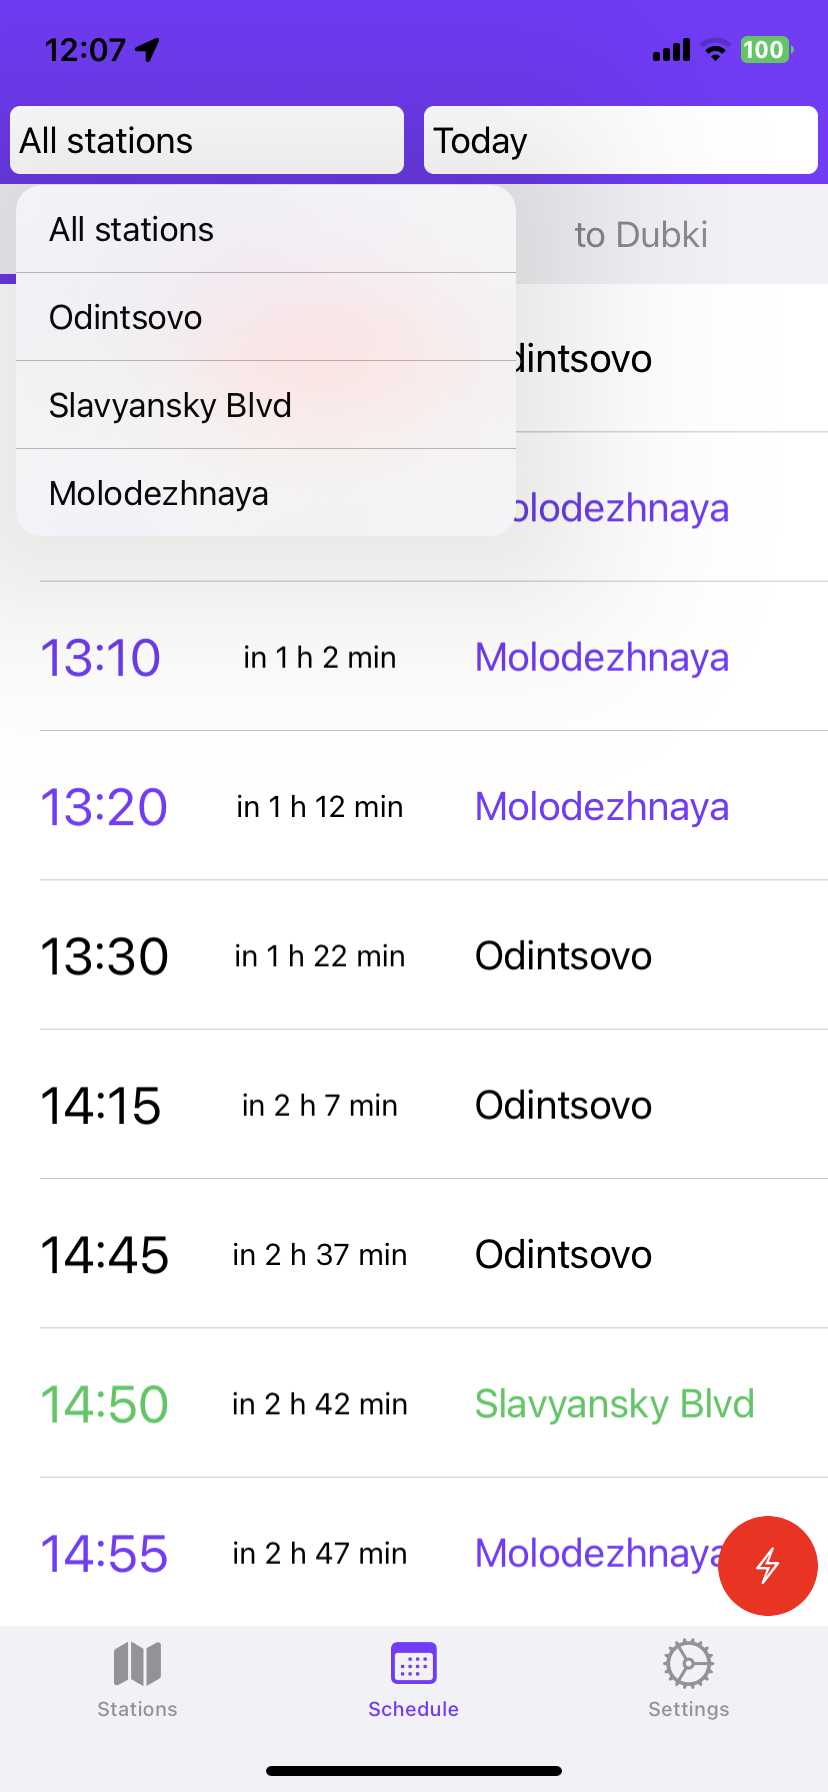 12:07
100
All stations
Today
All stations
to Dubki
Odintsovo
dintsovo
Slavyansky Blvd
Molodezhnaya
olodezhnaya
13:10 in 1 h 2 min Molodezhnaya
13:20 in 1 h 12 min Molodezhnaya
13:30 in 1 h 22 min Odintsovo
14:15 in 2 h 7 min Odintsovo
14:45 in 2 h 37 min Odintsovo
14:50 in 2 h 42 min Slavyansky Blvd
14:55 in 2 h 47 min Molodezhnaya
Stations
Schedule
Settings